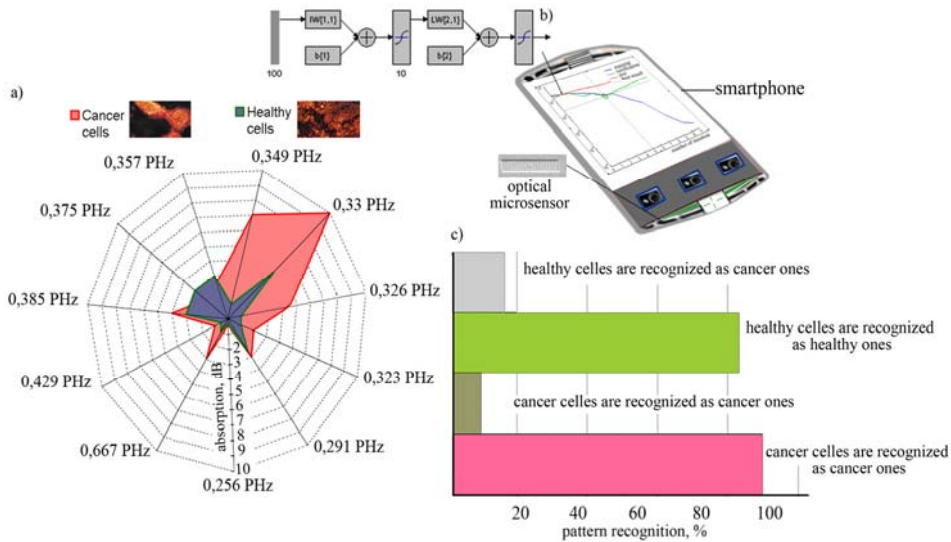 IW{1,1}
LW{2,1}
b{1}
b{2}
100
10
b)
smartphone
optical
microsensor
a)
Cancer
cells
Healthy
cells
0,349 PHz
0,33 PHz
0,326 PHz
0,323 PHz
0,291 PHz
0,256 PHz
0,667 PHz
0,429 PHz
0,385 PHz
0,375 PHz
0,357 PHz
absorption, dB
2
3
4
5
6
7
8
9
10
c)
healthy celles are recognized as cancer ones
healthy celles are recognized
as healthy ones
cancer celles are recognized as cancer ones
cancer celles are recognized
as cancer ones
20 40 60 80 100
pattern recognition, %